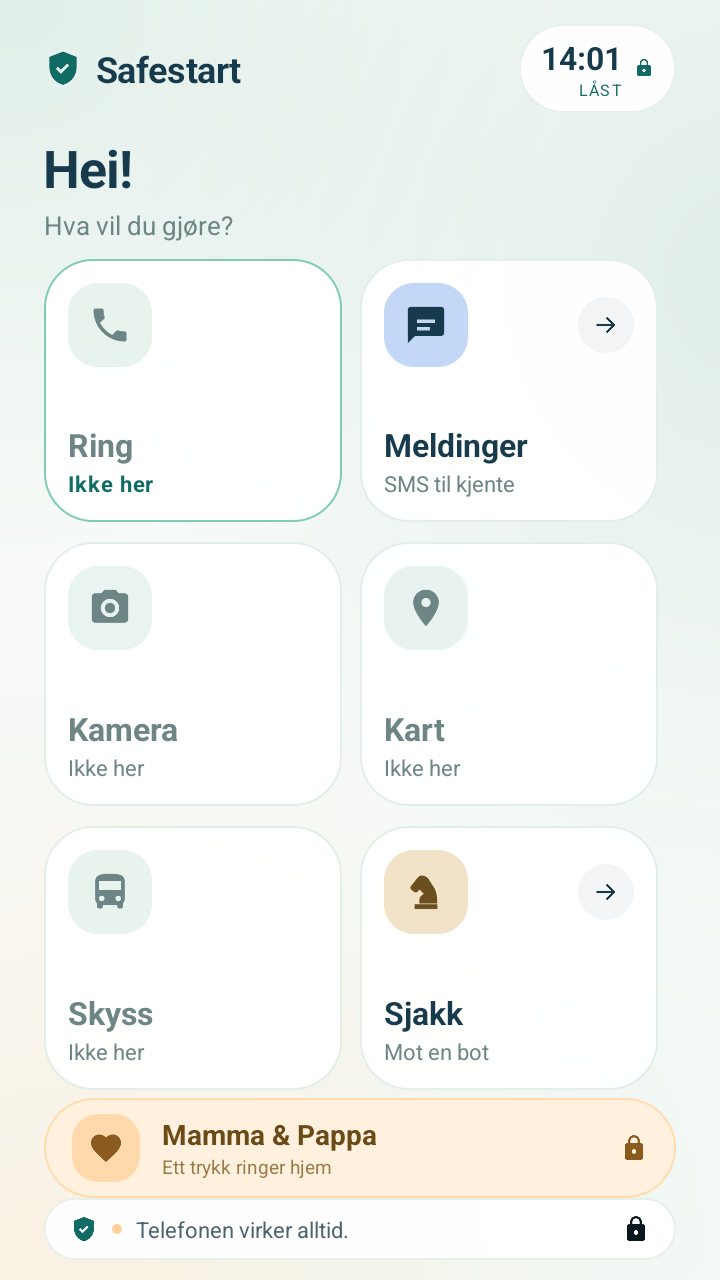 Safestart
14:01
LÅST
Hei!
Hva vil du gjøre?
Ring
Ikke her
Meldinger
SMS til kjente
Kamera
Ikke her
Kart
Ikke her
Skyss
Ikke her
Sjakk
Mot en bot
Mamma & Pappa
Ett trykk ringer hjem
Telefonen virker alltid.